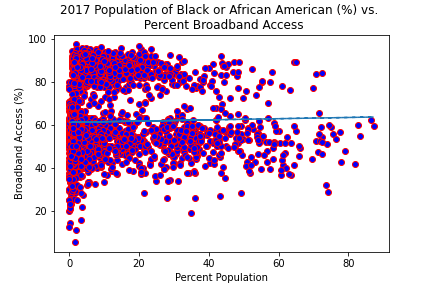 2017 Population of Black or African American (%) vs.
Percent Broadband Access
100
80
60
40
20
Broadband Access (%)
0
20
40
60
80
Percent Population